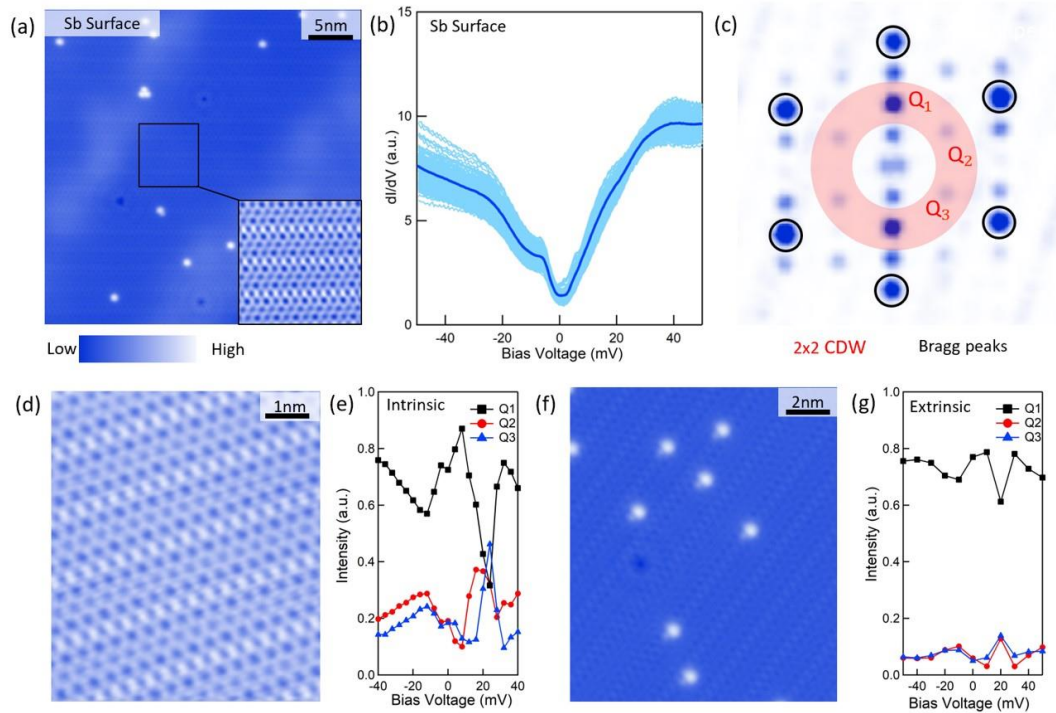 (a)
Sb Surface
5nm
Low
High
(b)
Sb Surface
dI/dV (a.u.)
15
10
5
0
-40
-20
0
20
40
Bias Voltage (mV)
(c)
Q₁
Q₂
Q₃
2x2 CDW
Bragg peaks
(d)
1nm
(e)
Intrinsic
Q1
Q2
Q3
Intensity (a.u.)
1.0
0.8
0.6
0.4
0.2
0.0
-40
-20
0
20
40
Bias Voltage (mV)
(f)
2nm
(g)
Extrinsic
Q1
Q2
Q3
Intensity (a.u.)
1.0
0.8
0.6
0.4
0.2
0.0
-40
-20
0
20
40
Bias Voltage (mV)